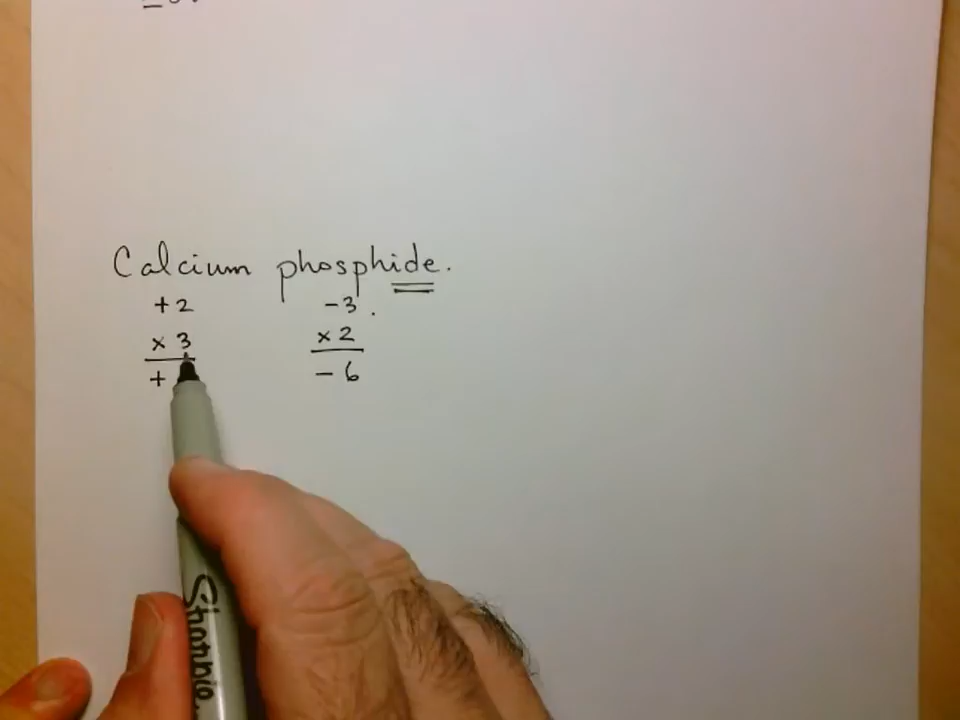 Calcium phosphide.
+2 -3
x 3 x 2
+ - 6
Sharpie